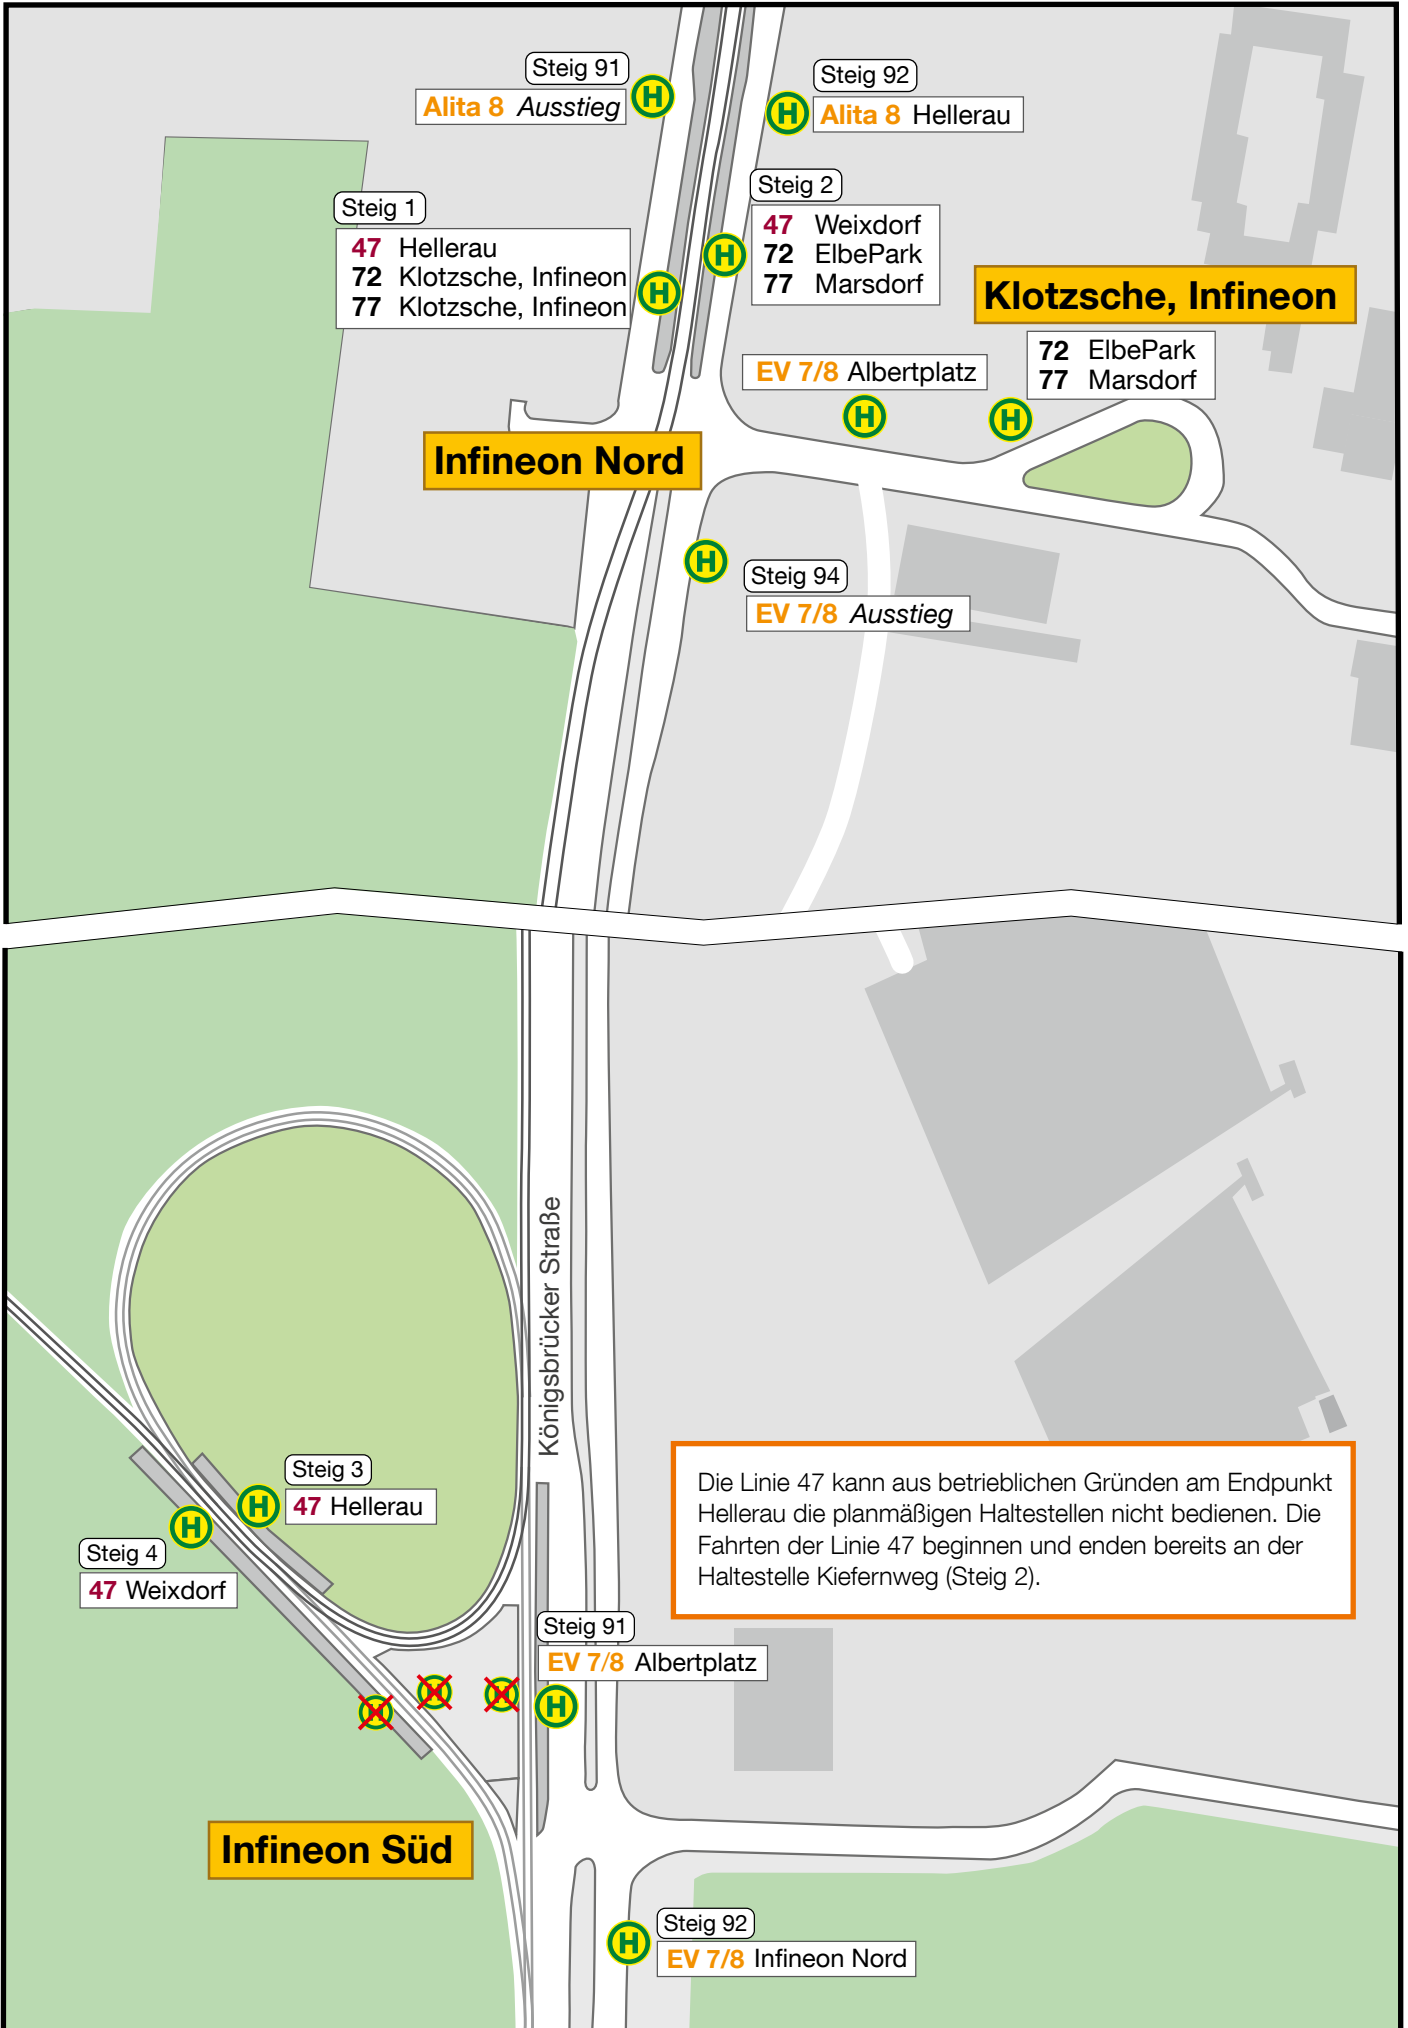 Steig 91
Alita 8 Ausstieg
H
Steig 92
H
Alita 8 Hellerau
Steig 1
47 Hellerau
72 Klotzsche, Infineon
77 Klotzsche, Infineon
H
Steig 2
H
47 Weixdorf
72 ElbePark
77 Marsdorf
Klotzsche, Infineon
72 ElbePark
77 Marsdorf
H
EV 7/8 Albertplatz
H
Infineon Nord
H
Steig 94
EV 7/8 Ausstieg
Königsbrücker Straße
Steig 3
H
47 Hellerau
H
Steig 4
47 Weixdorf
Die Linie 47 kann aus betrieblichen Gründen am Endpunkt
Hellerau die planmäßigen Haltestellen nicht bedienen. Die
Fahrten der Linie 47 beginnen und enden bereits an der
Haltestelle Kiefernweg (Steig 2).
Steig 91
EV 7/8 Albertplatz
H
H
H
H
Infineon Süd
Steig 92
H
EV 7/8 Infineon Nord